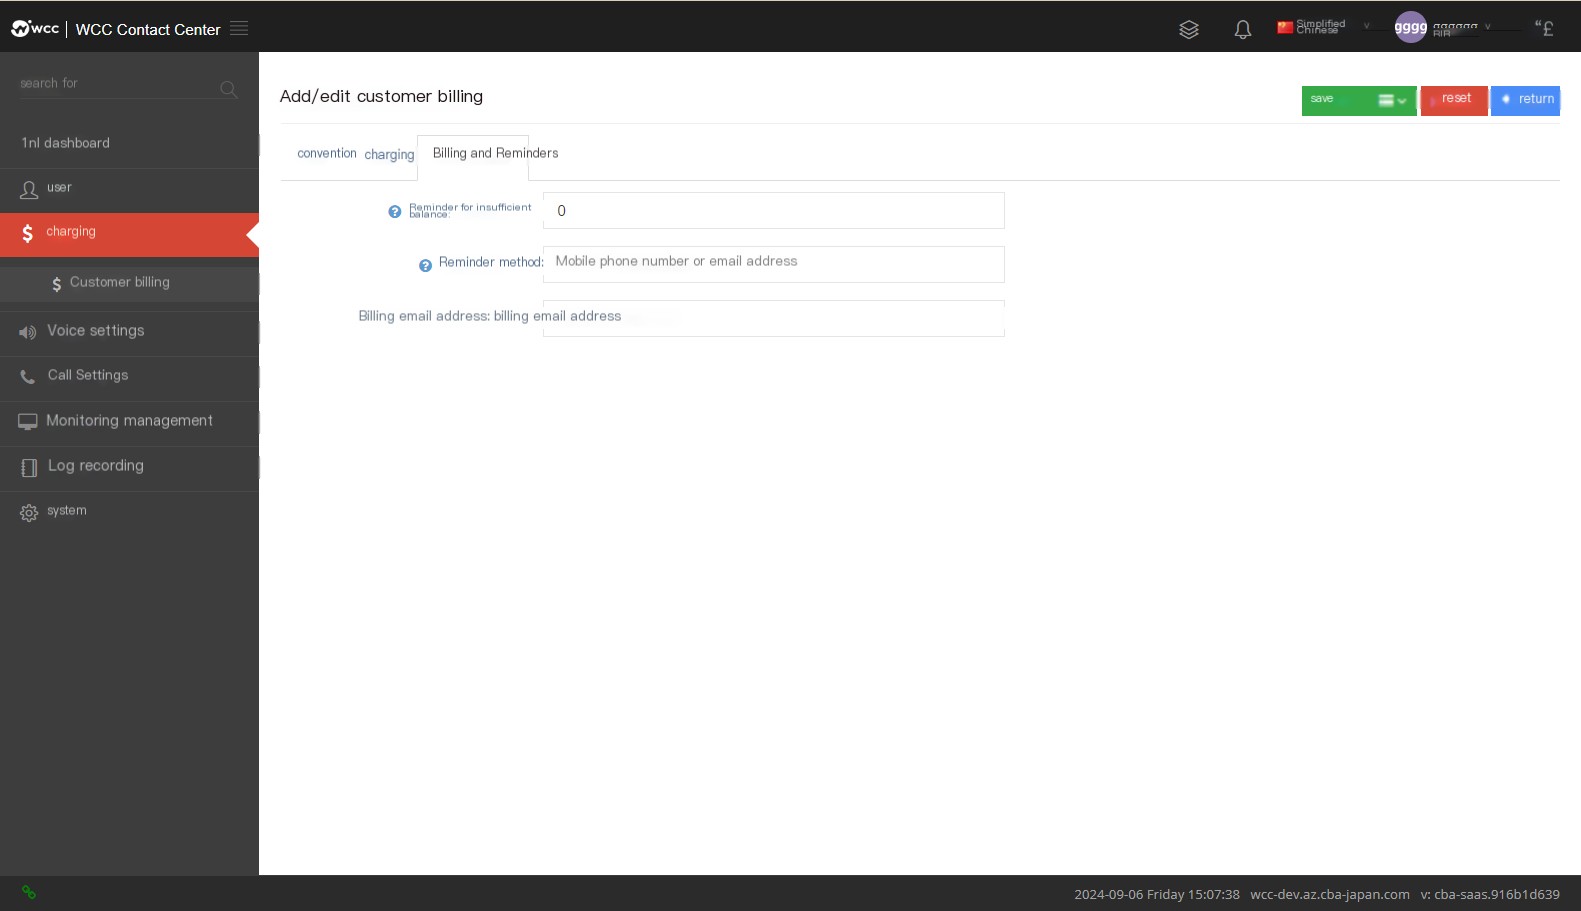 wcc | WCC Contact Center
Simplified
Chinese
gggg
gggggg
search for
Add/edit customer billing
save
reset
return
1nl dashboard
convention charging Billing and Reminders
user
Reminder for insufficient
balance:
0
charging
Reminder method: Mobile phone number or email address
Customer billing
Billing email address: billing email address
Voice settings
Call Settings
Monitoring management
Log recording
system
2024-09-06 Friday 15:07:38 wcc-dev.az.cba-japan.com v: cba-saas.916b1d639